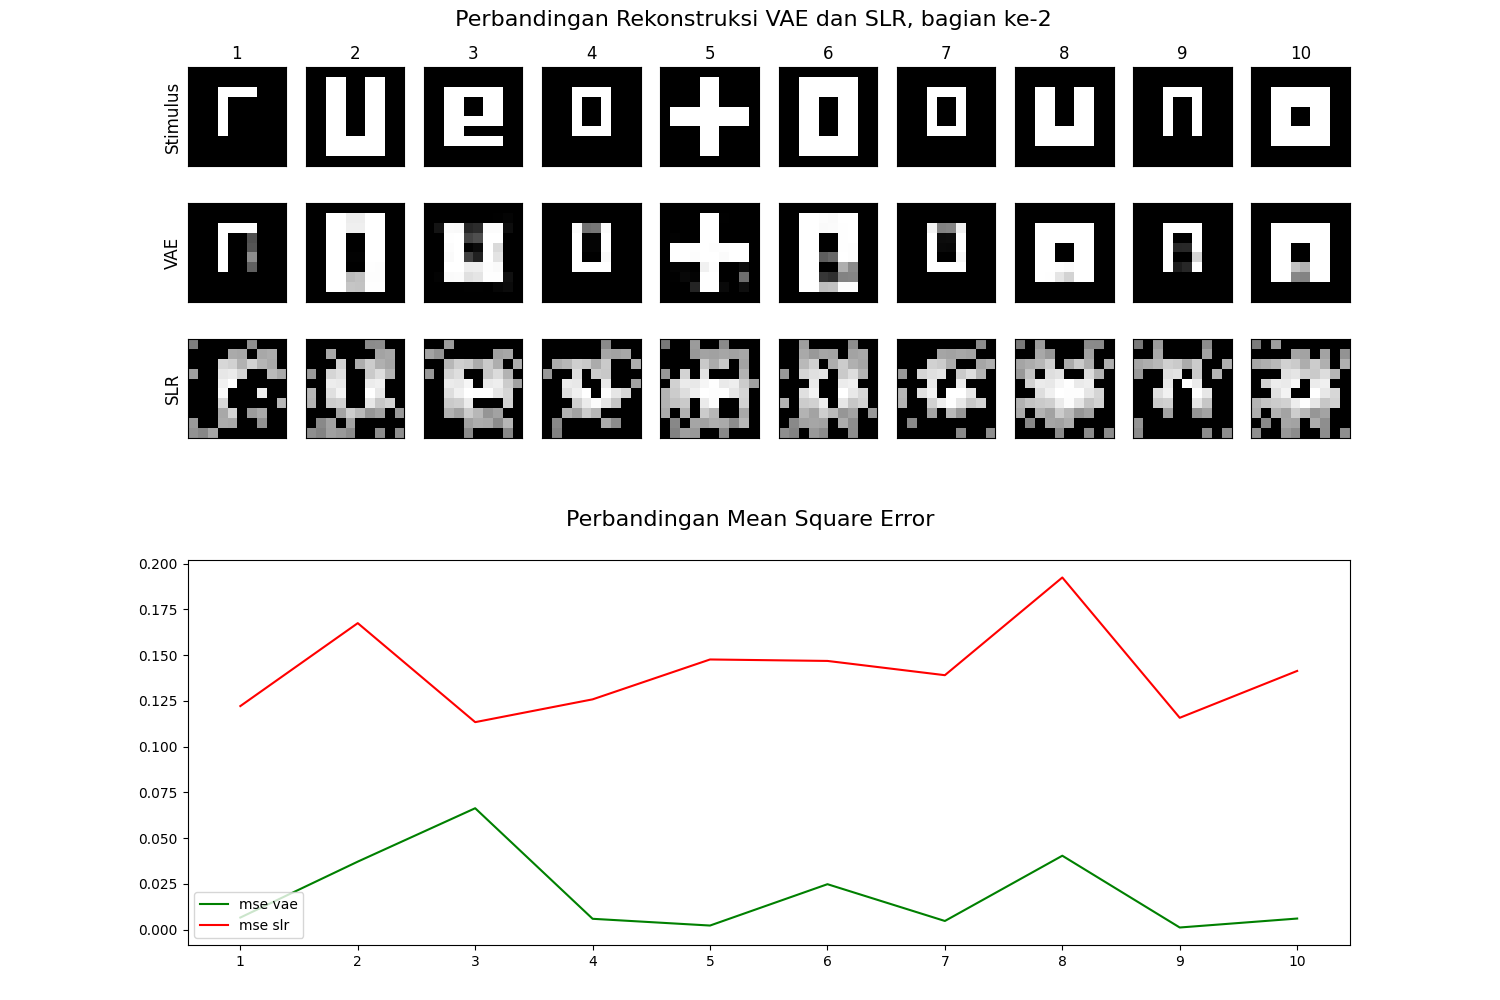 Perbandingan Rekonstruksi VAE dan SLR, bagian ke-2
1 2 3 4 5 6 7 8 9 10
Stimulus
VAE
SLR
Perbandingan Mean Square Error
0.200
0.175
0.150
0.125
0.100
0.075
0.050
0.025
0.000
mse vae
mse slr
1 2 3 4 5 6 7 8 9 10